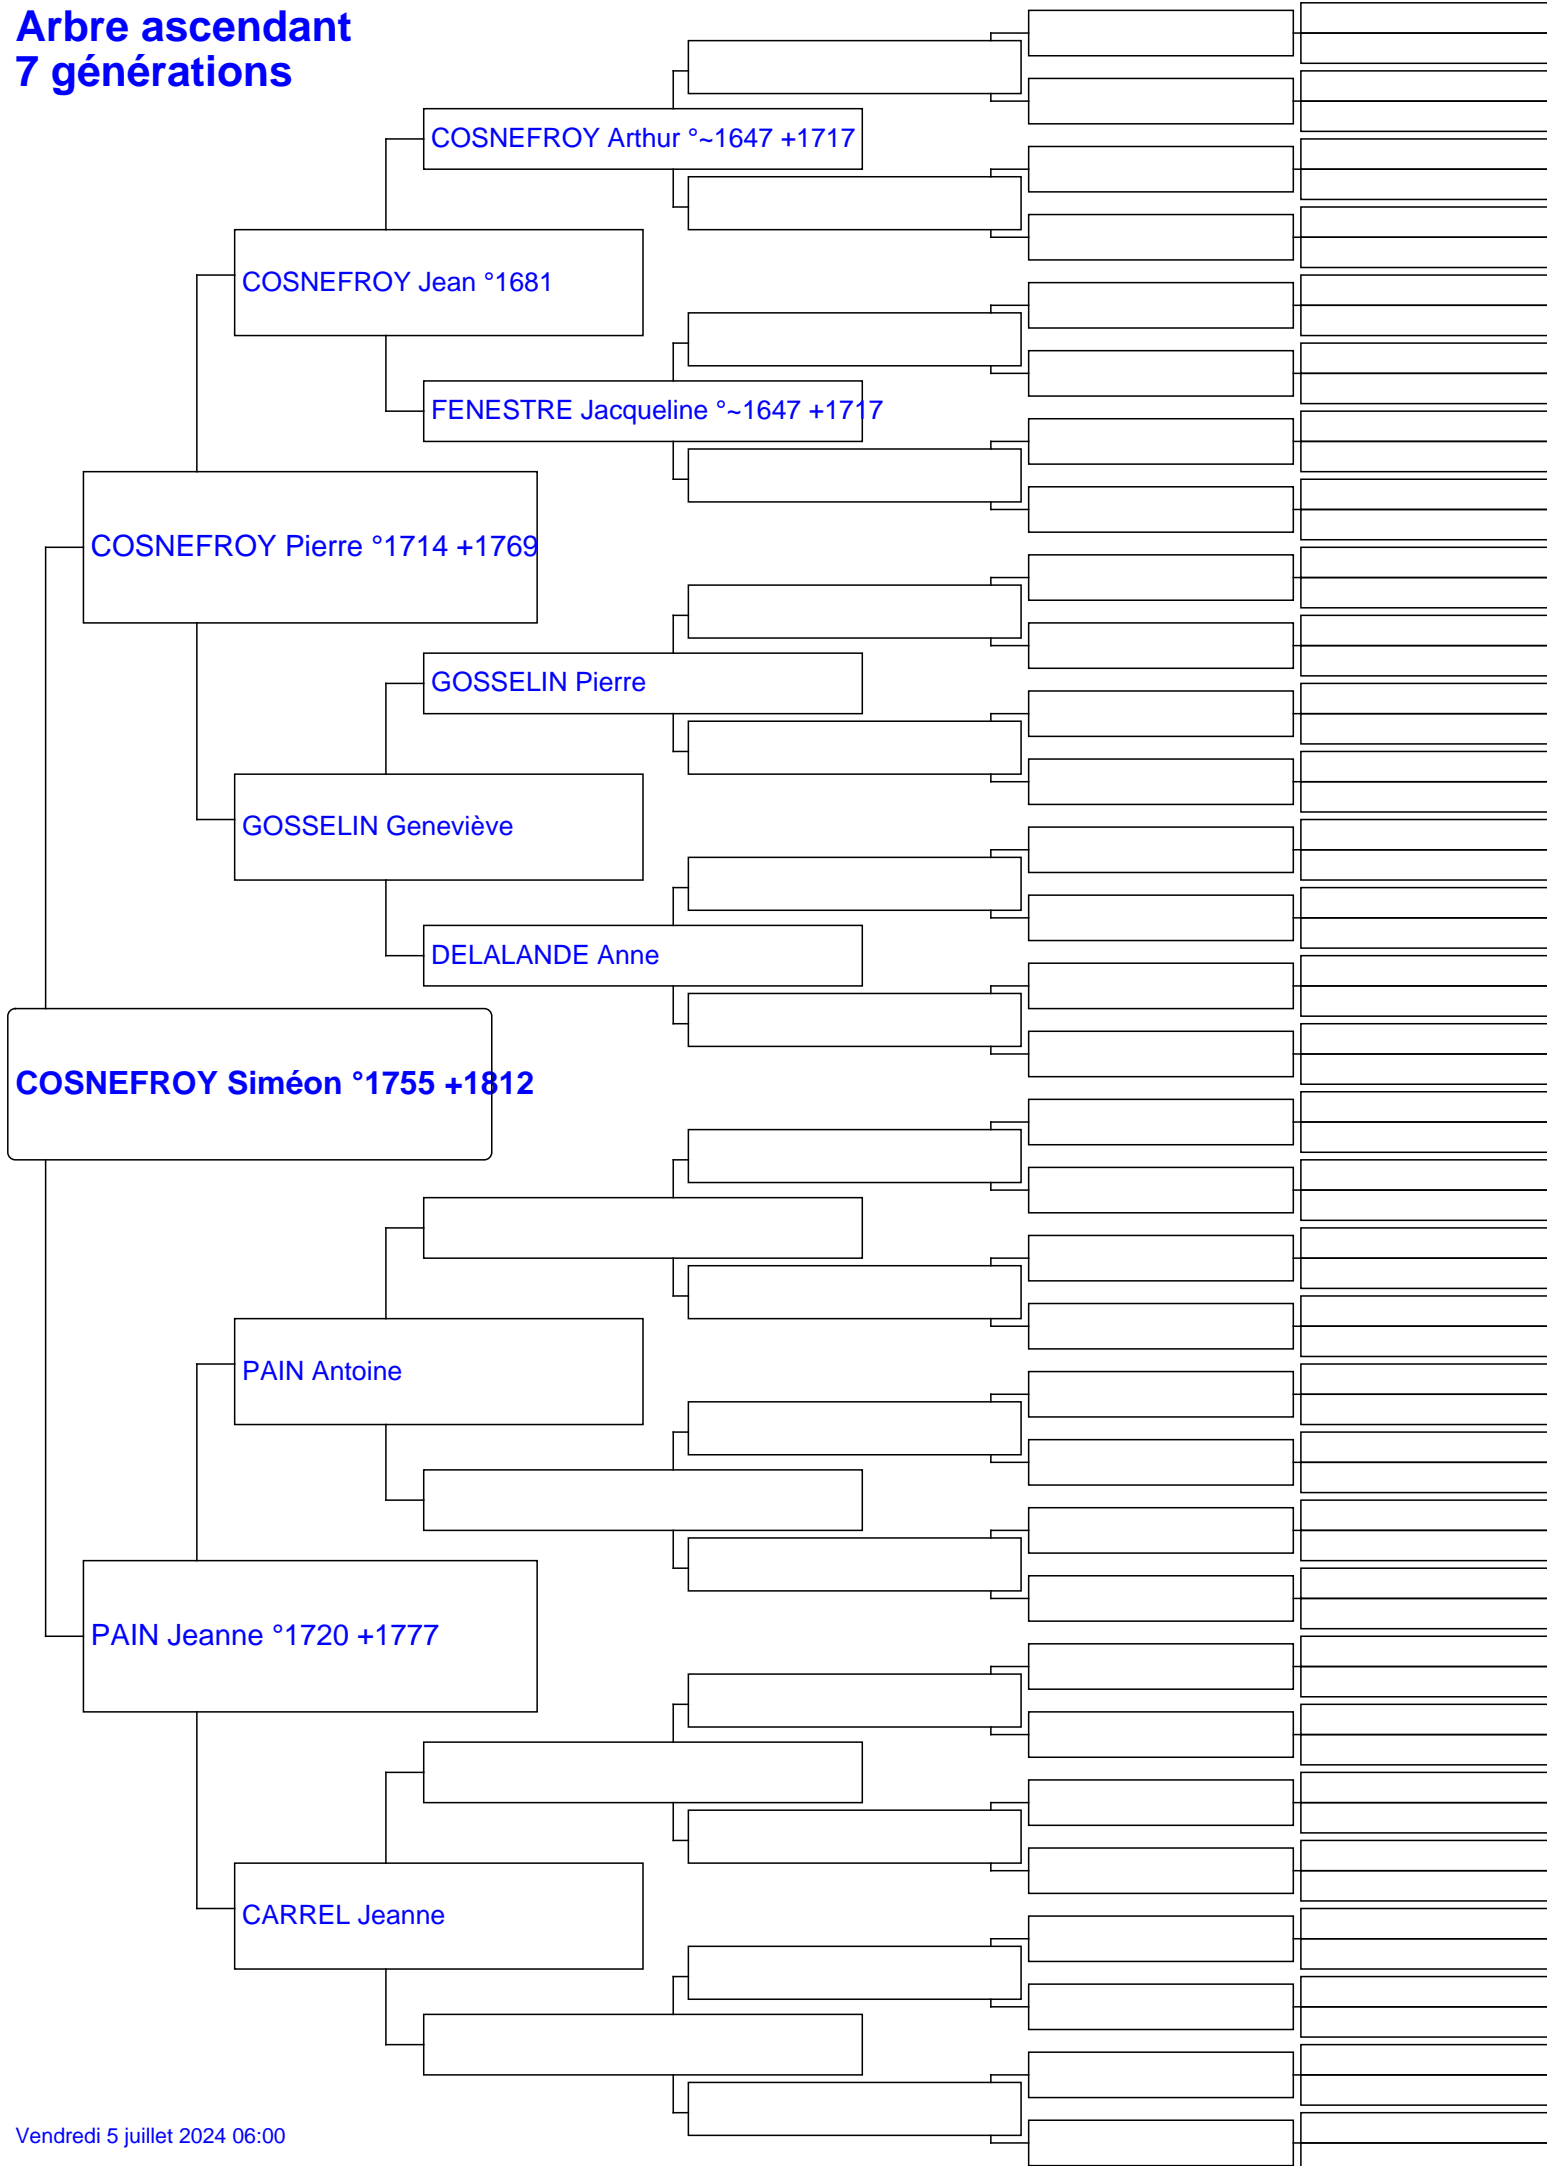 Arbre ascendant
7 générations
COSNEFROY Arthur °~1647 +1717
COSNEFROY Jean °1681
FENESTRE Jacqueline °~1647 +1717
COSNEFROY Pierre °1714 +1769
GOSSELIN Pierre
GOSSELIN Geneviève
DELALANDE Anne
COSNEFROY Siméon °1755 +1812
PAIN Antoine
PAIN Jeanne °1720 +1777
CARREL Jeanne
Vendredi 5 juillet 2024 06:00